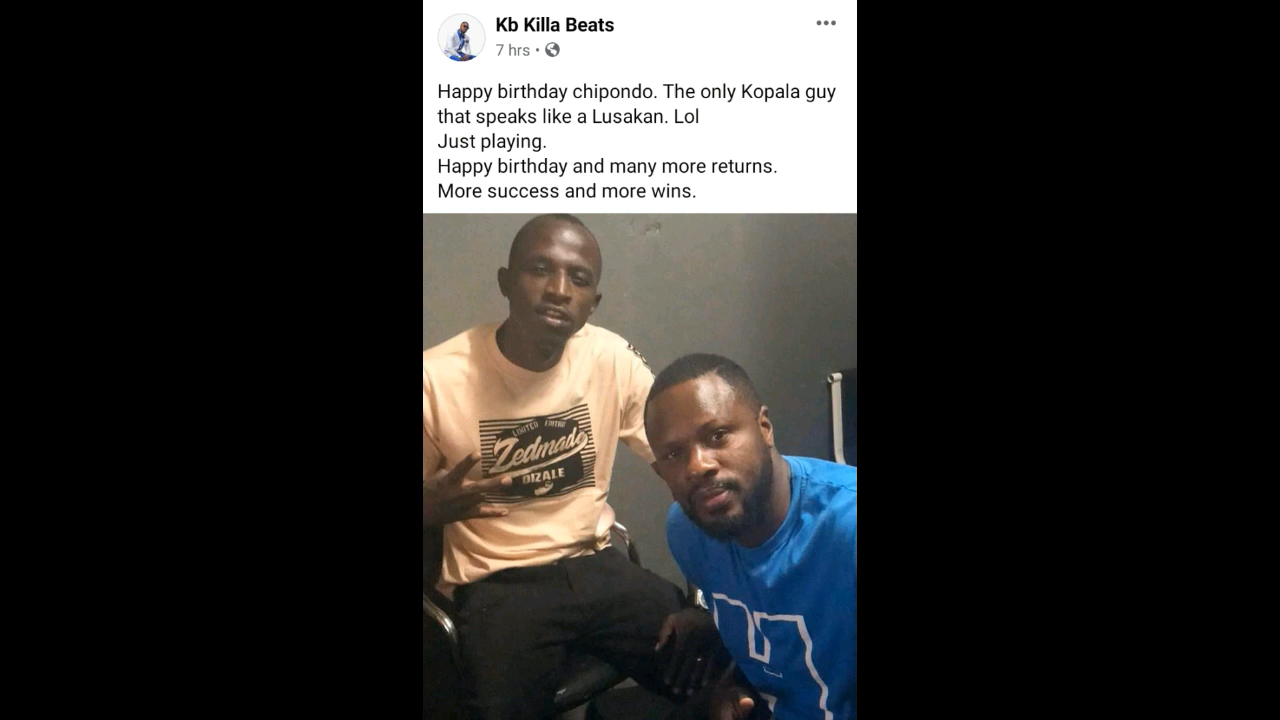 Kb Killa Beats
7 hrs •
Happy birthday chipondo. The only Kopala guy
that speaks like a Lusakan. Lol
Just playing.
Happy birthday and many more returns.
More success and more wins.
LIMITED
Zedmade
DIZALE